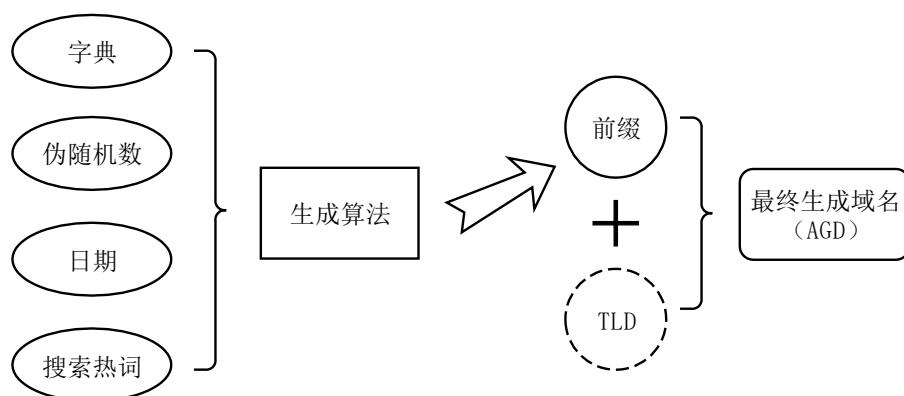 字典
伪随机数
日期
搜索热词
生成算法
前缀
+
TLD
最终生成域名
（AGD）